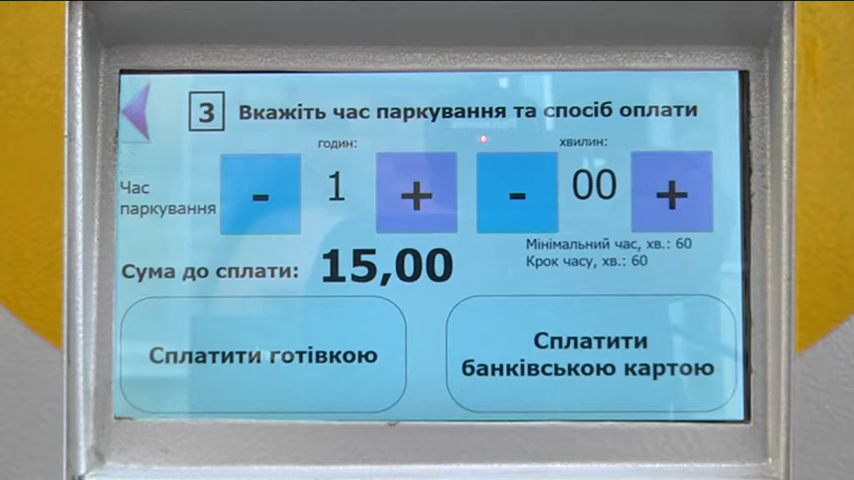 3 Вкажіть час паркування та спосіб оплати
годин: хвилин:
Час
паркування
- 1 + - 00 +
Мінімальний час, хв.: 60
Крок часу, хв.: 60
Сума до сплати: 15,00
Сплатити готівкою
Сплатити
банківською картою